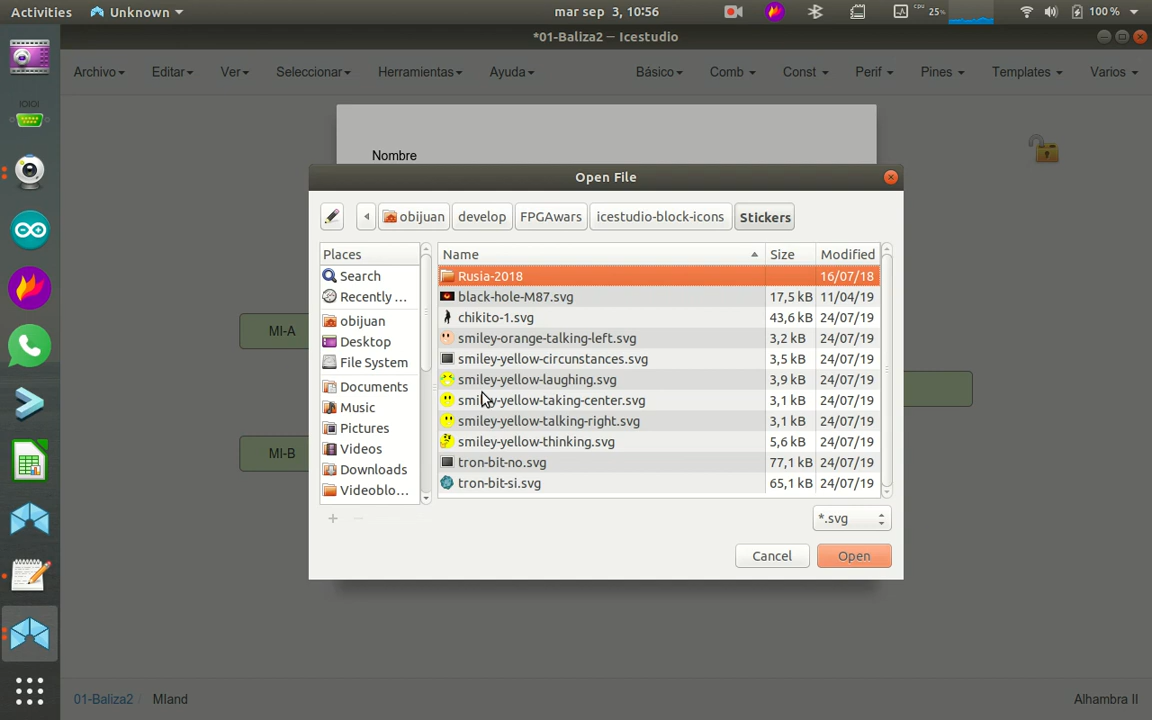 Activities Unknown mar sep 3, 10:56 cpu 25% 100 %
*01-Baliza2 – Icestudio
Archivo Editar Ver Seleccionar Herramientas Ayuda Básico Comb Const Perif Pines Templates Varios
Nombre
Open File
obijuan develop FPGAwars icestudio-block-icons Stickers
Places Name Size Modified
Search Rusia-2018 16/07/18
Recently ... black-hole-M87.svg 17,5 kB 11/04/19
obijuan chikito-1.svg 43,6 kB 24/07/19
Desktop smiley-orange-talking-left.svg 3,2 kB 24/07/19
File System smiley-yellow-circunstances.svg 3,5 kB 24/07/19
smiley-yellow-laughing.svg 3,9 kB 24/07/19
Documents
Music smiley-yellow-taking-center.svg 3,1 kB 24/07/19
Pictures smiley-yellow-talking-right.svg 3,1 kB 24/07/19
Videos smiley-yellow-thinking.svg 5,6 kB 24/07/19
Downloads tron-bit-no.svg 77,1 kB 24/07/19
Videoblo... tron-bit-si.svg 65,1 kB 24/07/19
MI-A
MI-B
*.svg
Cancel Open
01-Baliza2 MIand Alhambra II